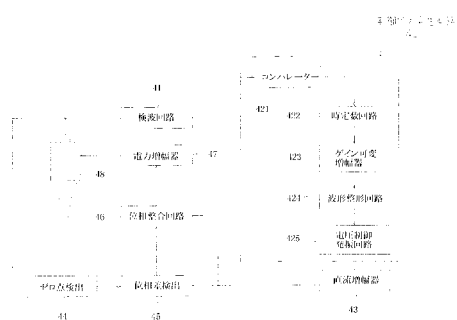 41
コンパレーター
421
検波回路
422
時定数回路
47
電力増幅器
48
423
ゲイン可変
増幅器
46
位相整合回路
424
波形整形回路
425
電圧制御
発振回路
ゼロ点検出
位相差検出
直流増幅器
44
45
43